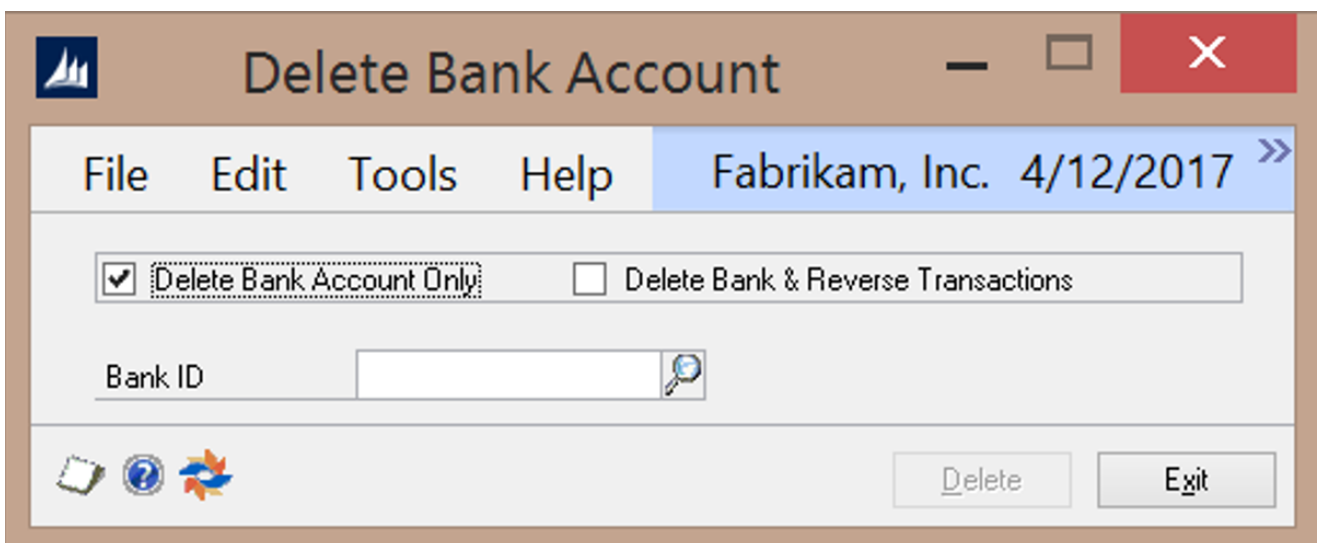 Delete Bank Account
File Edit Tools Help Fabrikam, Inc. 4/12/2017
Delete Bank Account Only Delete Bank & Reverse Transactions
Bank ID
Delete Exit